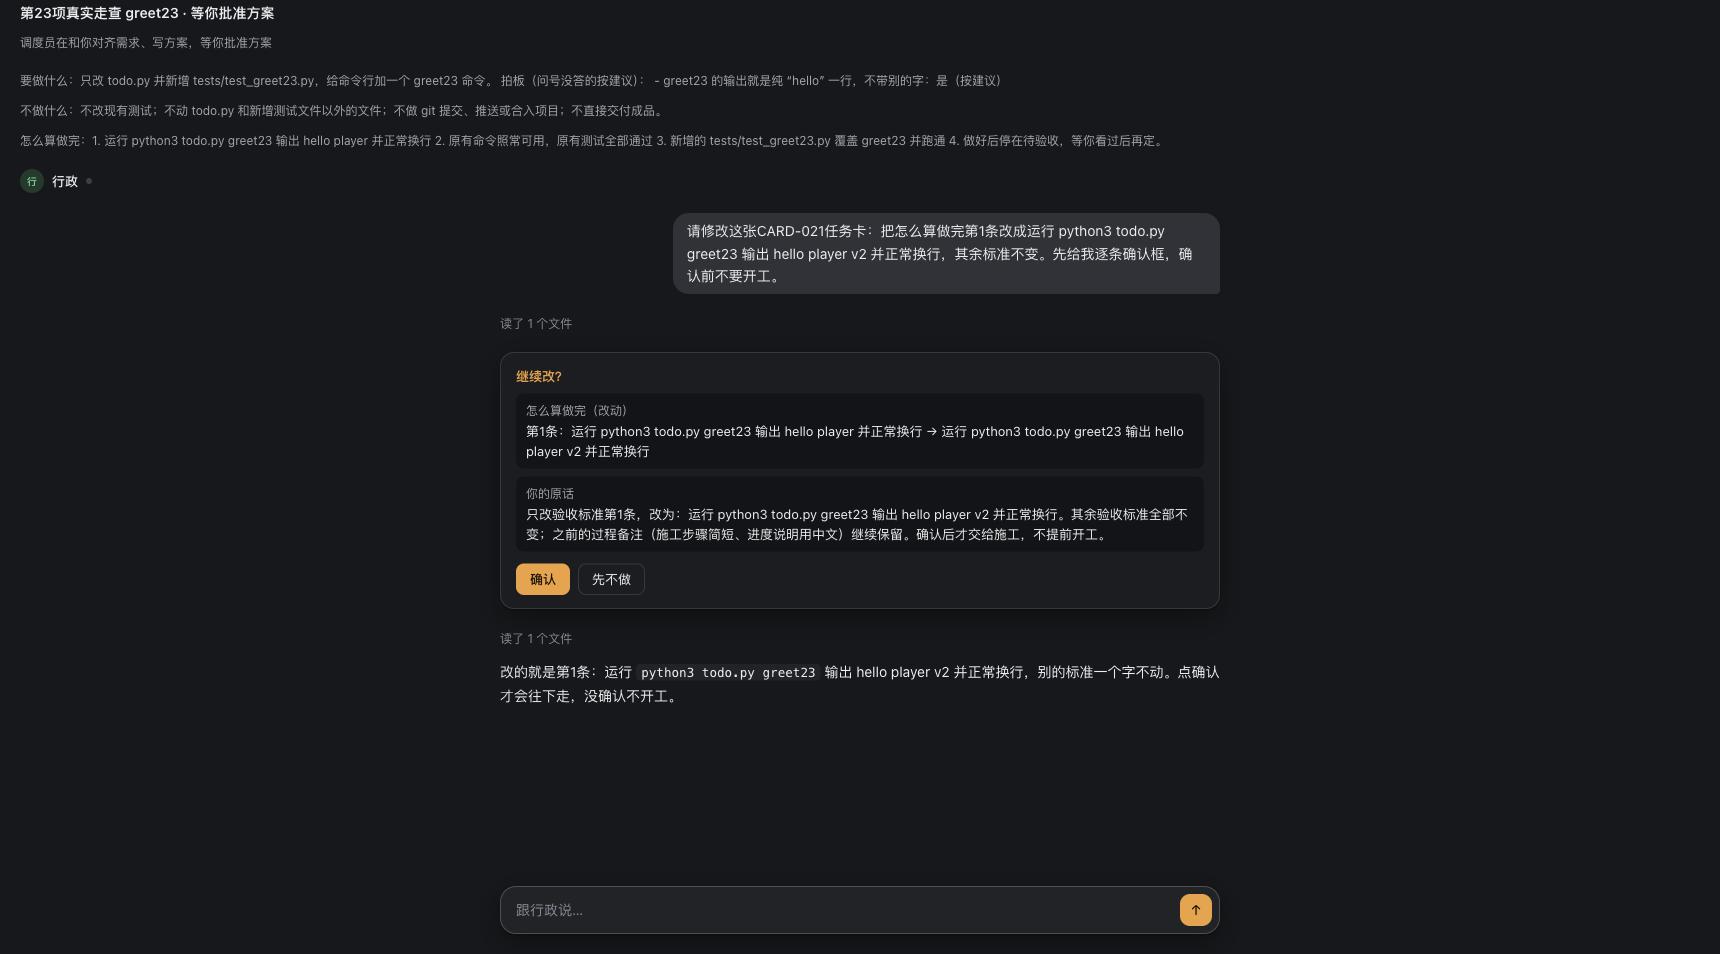 第23项真实走查 greet23 · 等你批准方案
调度员在和你对齐需求、写方案，等你批准方案
要做什么：只改 todo.py 并新增 tests/test_greet23.py，给命令行加一个 greet23 命令。 拍板（问号没答的按建议）： - greet23 的输出就是纯 “hello” 一行，不带别的字：是（按建议）
不做什么：不改现有测试；不动 todo.py 和新增测试文件以外的文件；不做 git 提交、推送或合入项目；不直接交付成品。
怎么算做完：1. 运行 python3 todo.py greet23 输出 hello player 并正常换行 2. 原有命令照常可用，原有测试全部通过 3. 新增的 tests/test_greet23.py 覆盖 greet23 并跑通 4. 做好后停在待验收，等你看过后再定。
行 行政
请修改这张CARD-021任务卡：把怎么算做完第1条改成运行 python3 todo.py
greet23 输出 hello player v2 并正常换行，其余标准不变。先给我逐条确认框，确
认前不要开工。
读了 1 个文件
继续改?
怎么算做完（改动）
第1条：运行 python3 todo.py greet23 输出 hello player 并正常换行 → 运行 python3 todo.py greet23 输出 hello
player v2 并正常换行
你的原话
只改验收标准第1条，改为：运行 python3 todo.py greet23 输出 hello player v2 并正常换行。其余验收标准全部不
变；之前的过程备注（施工步骤简短、进度说明用中文）继续保留。确认后才交给施工，不提前开工。
确认 先不做
读了 1 个文件
改的就是第1条：运行 python3 todo.py greet23 输出 hello player v2 并正常换行，别的标准一个字不动。点确认
才会往下走，没确认不开工。
跟行政说...